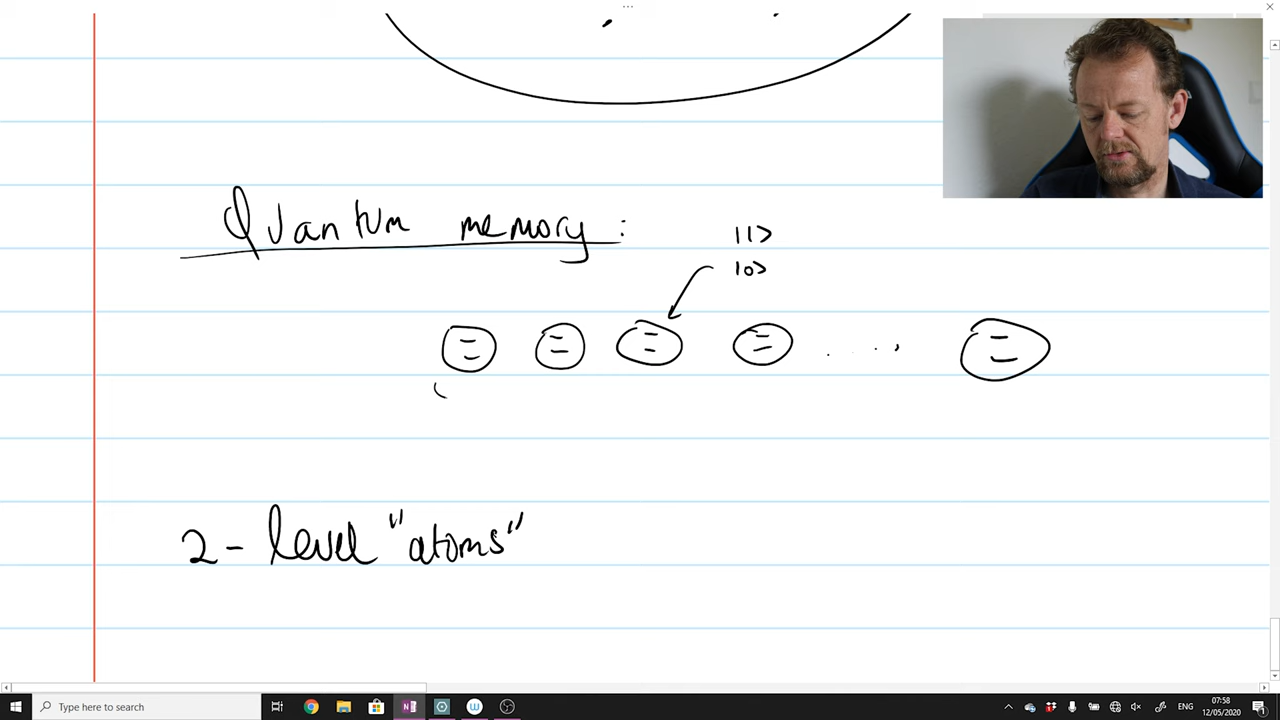 Quantum memory:
|1>
|0>
2-level "atoms"
Type here to search
ENG
07:58
12/05/2020